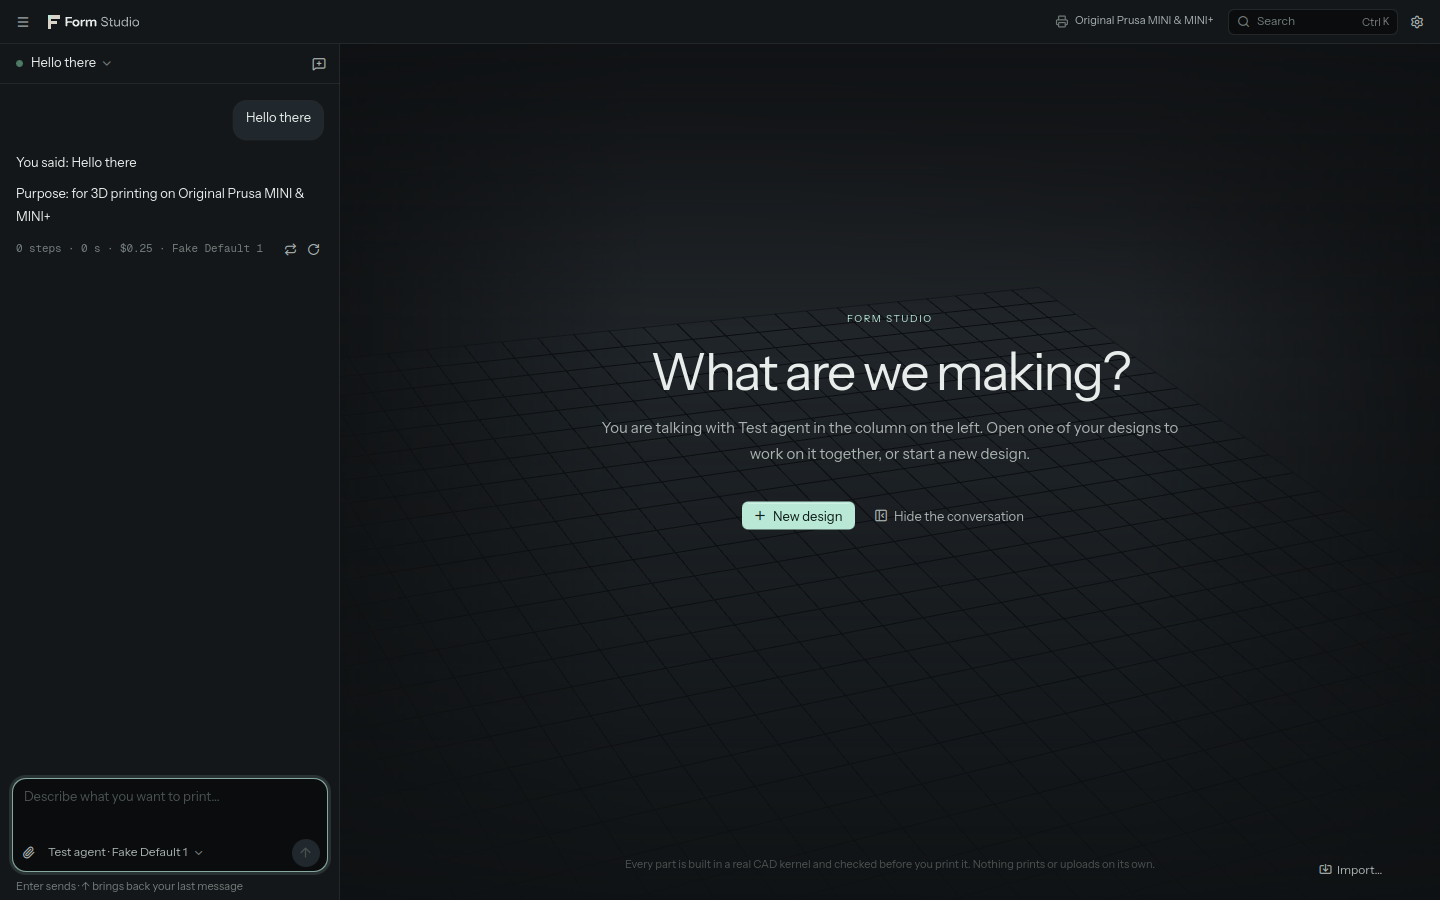 Form Studio
Original Prusa MINI & MINI+
Search
Ctrl K
Hello there
Hello there
You said: Hello there
Purpose: for 3D printing on Original Prusa MINI &
MINI+
0 steps · 0 s · $0.25 · Fake Default 1
FORM STUDIO
What are we making?
You are talking with Test agent in the column on the left. Open one of your designs to
work on it together, or start a new design.
New design
Hide the conversation
Describe what you want to print...
Test agent · Fake Default 1
Enter sends · ↑ brings back your last message
Every part is built in a real CAD kernel and checked before you print it. Nothing prints or uploads on its own.
Import...